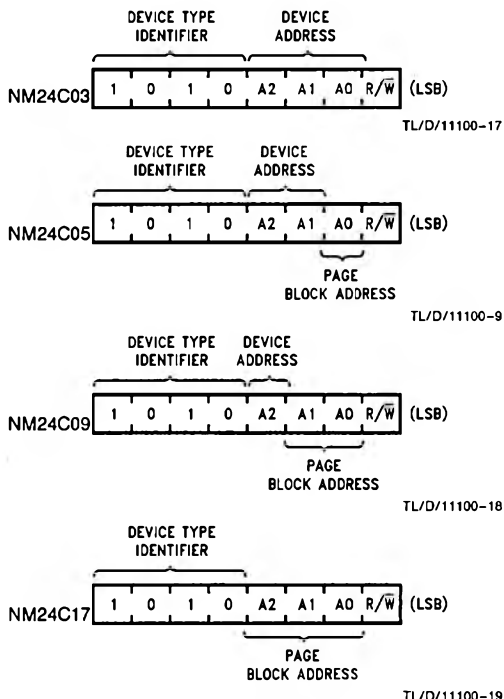 DEVICE TYPE DEVICE
IDENTIFIER ADDRESS
NM24C03 1 0 1 0 A2 A1 A0 R/W̅ (LSB)
TL/D/11100-17
DEVICE TYPE DEVICE
IDENTIFIER ADDRESS
NM24C05 1 0 1 0 A2 A1 A0 R/W̅ (LSB)
PAGE
BLOCK ADDRESS
TL/D/11100-9
DEVICE TYPE DEVICE
IDENTIFIER ADDRESS
NM24C09 1 0 1 0 A2 A1 A0 R/W̅ (LSB)
PAGE
BLOCK ADDRESS
TL/D/11100-18
DEVICE TYPE
IDENTIFIER
NM24C17 1 0 1 0 A2 A1 A0 R/W̅ (LSB)
PAGE
BLOCK ADDRESS
TL/D/11100-19